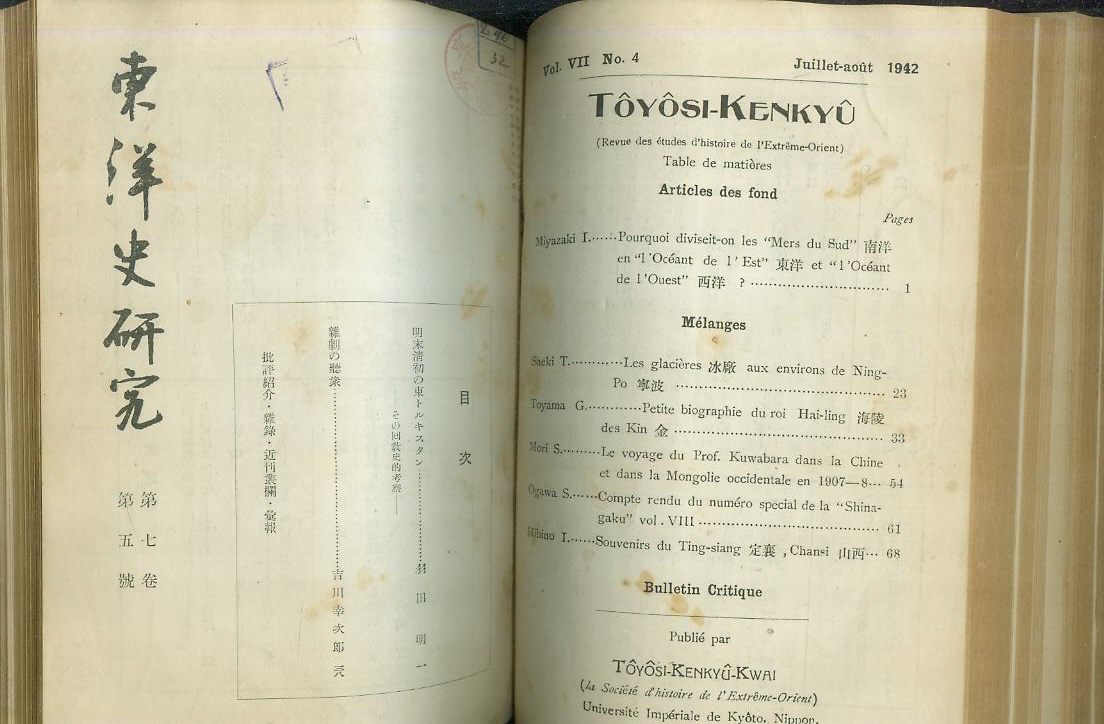 東洋史研究
第七卷
第五號
目次
明末淸初の東トルキスタン……羽田明 一
——その回敎史的考察——
雜劇の聽衆……吉川幸次郞 三
批評紹介・雜錄・近刊叢欄・彙報
32
Vol. VII No. 4 Juillet-août 1942
TÔYÔSI-KENKYÛ
(Revue des études d'histoire de l'Extrême-Orient)
Table de matières
Articles des fond
Pages
Miyazaki I.……Pourquoi diviseit-on les "Mers du Sud" 南洋
en "l'Océant de l'Est" 東洋 et "l'Océant
de l'Ouest" 西洋 ? …… 1
Mélanges
Saeki T.……Les glacières 冰廠 aux environs de Ning-
Po 寧波 …… 23
Toyama G.……Petite biographie du roi Hai-ling 海陵
des Kin 金 …… 33
Mori S.……Le voyage du Prof. Kuwabara dans la Chine
et dans la Mongolie occidentale en 1907—8… 54
Ogawa S.……Compte rendu du numéro special de la "Shina-
gaku" vol. VIII …… 61
Hibino I.……Souvenirs du Ting-siang 定襄, Chansi 山西… 68
Bulletin Critique
Publié par
TÔYÔSI-KENKYÛ-KWAI
(la Société d'histoire de l'Extrême-Orient)
Université Impériale de Kyôto, Nippon.